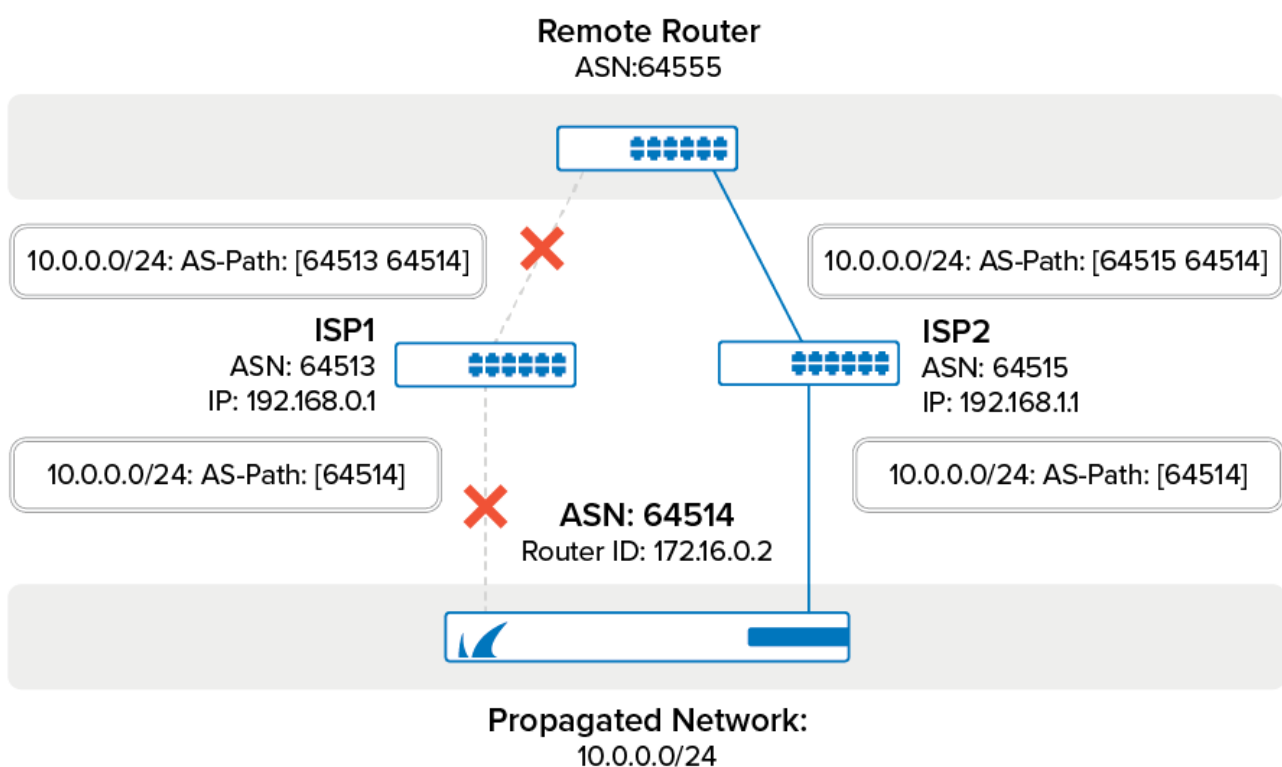 Remote Router
ASN:64555
10.0.0.0/24: AS-Path: [64513 64514]
10.0.0.0/24: AS-Path: [64515 64514]
ISP1
ASN: 64513
IP: 192.168.0.1
ISP2
ASN: 64515
IP: 192.168.1.1
10.0.0.0/24: AS-Path: [64514]
10.0.0.0/24: AS-Path: [64514]
ASN: 64514
Router ID: 172.16.0.2
Propagated Network:
10.0.0.0/24